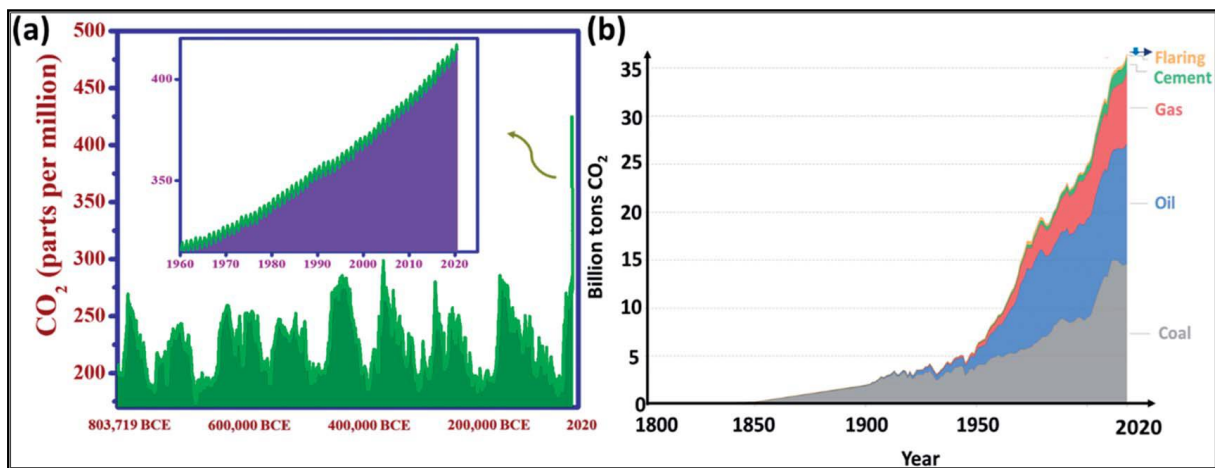 (a)
CO2 (parts per million)
500
450
400
350
300
250
200
400
350
1960 1970 1980 1990 2000 2010 2020
803,719 BCE 600,000 BCE 400,000 BCE 200,000 BCE 2020
(b)
Billion tons CO2
35
30
25
20
15
10
5
0
Flaring
Cement
Gas
Oil
Coal
1800 1850 1900 1950 2020
Year